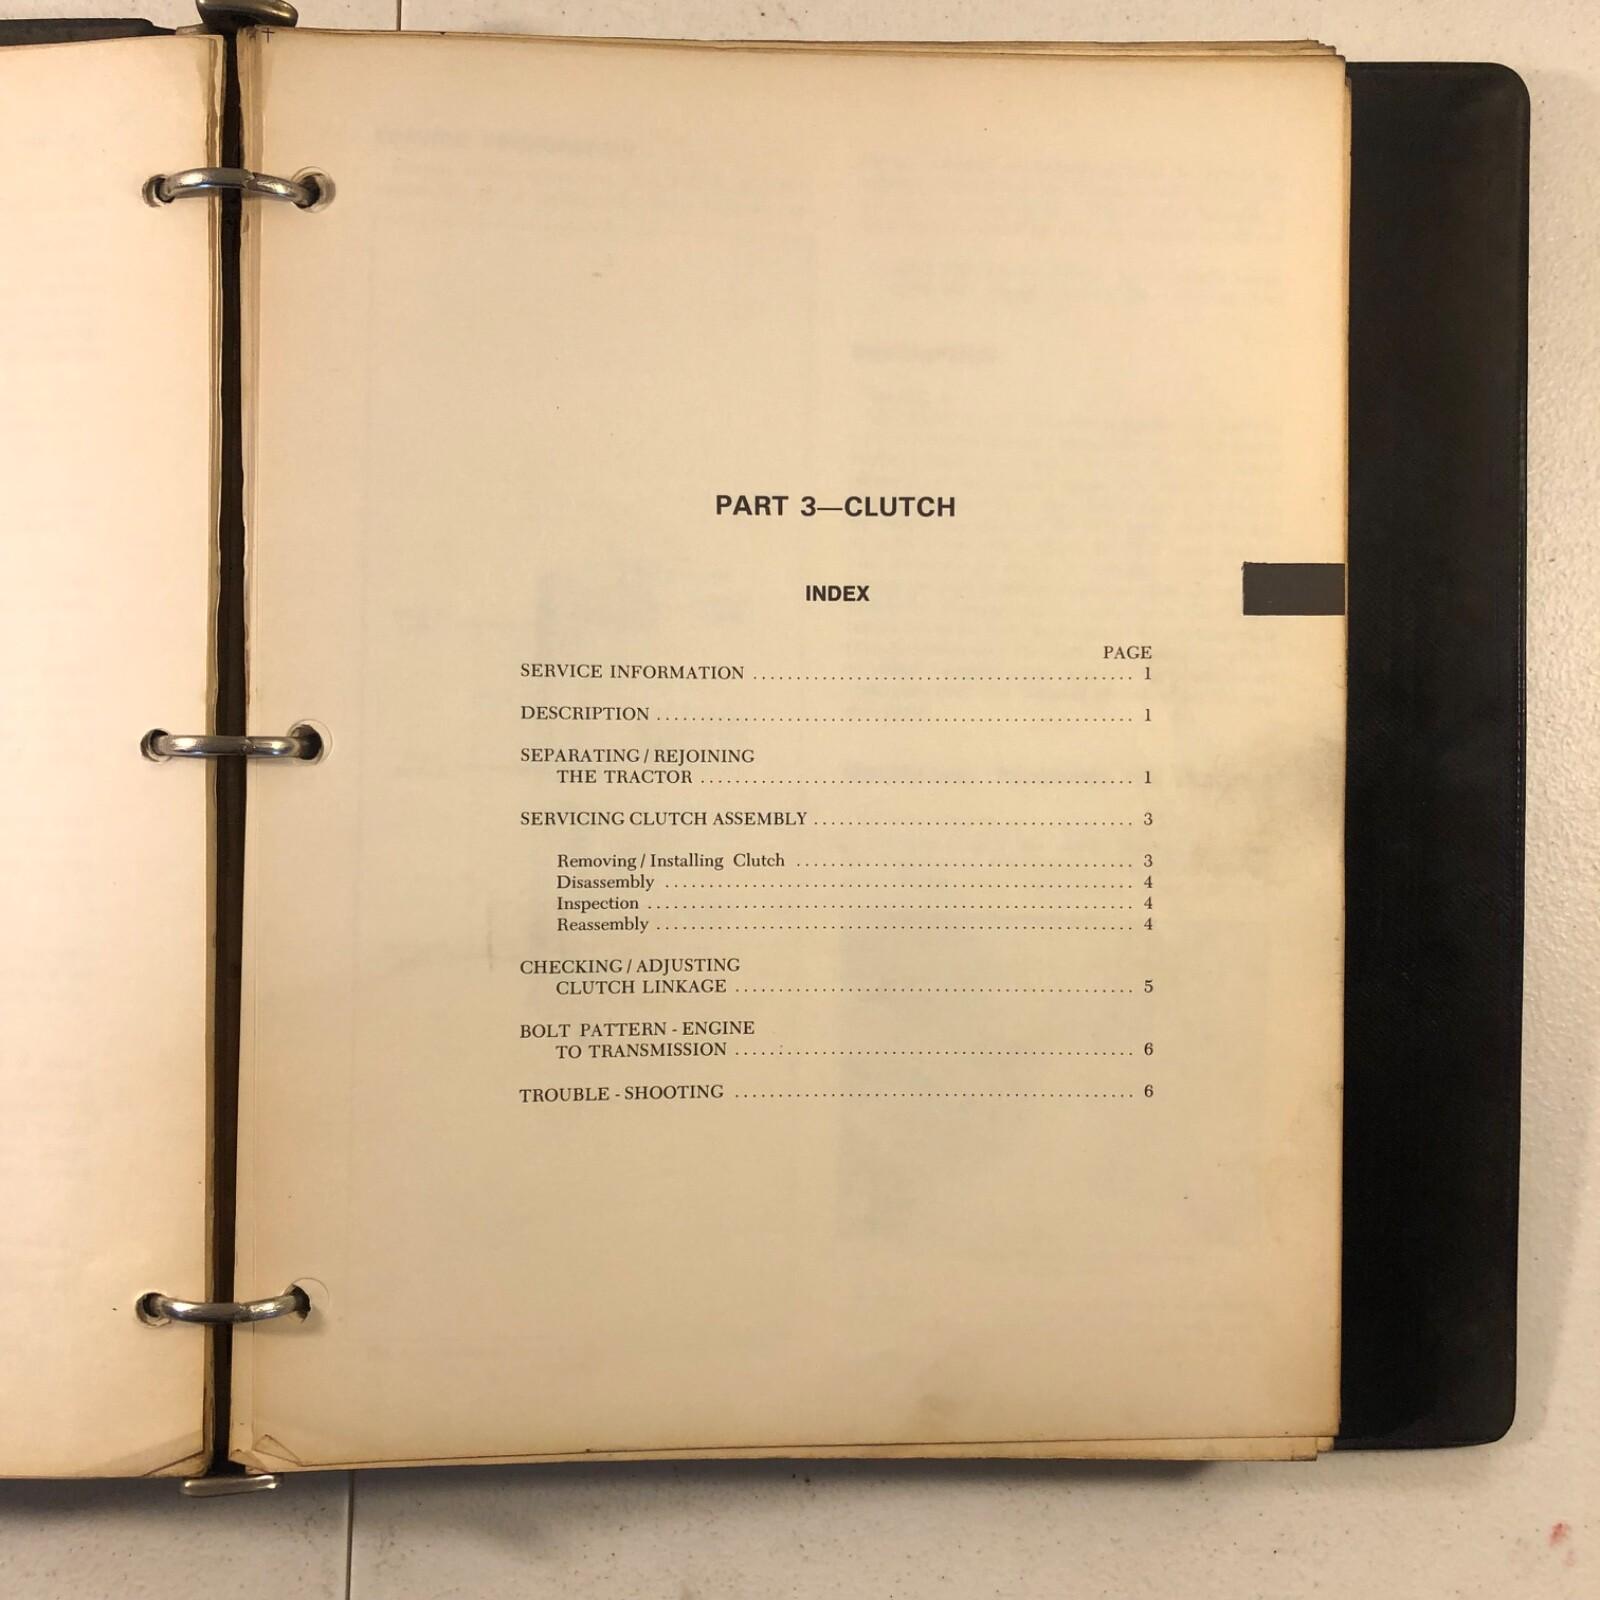 PART 3—CLUTCH
INDEX
PAGE
SERVICE INFORMATION ........................................... 1
DESCRIPTION ...................................................... 1
SEPARATING / REJOINING
THE TRACTOR ................................................. 1
SERVICING CLUTCH ASSEMBLY .................................... 3
Removing / Installing Clutch ...................................... 3
Disassembly ..................................................... 4
Inspection ....................................................... 4
Reassembly ...................................................... 4
CHECKING / ADJUSTING
CLUTCH LINKAGE ............................................. 5
BOLT PATTERN - ENGINE
TO TRANSMISSION ............................................. 6
TROUBLE - SHOOTING ............................................. 6